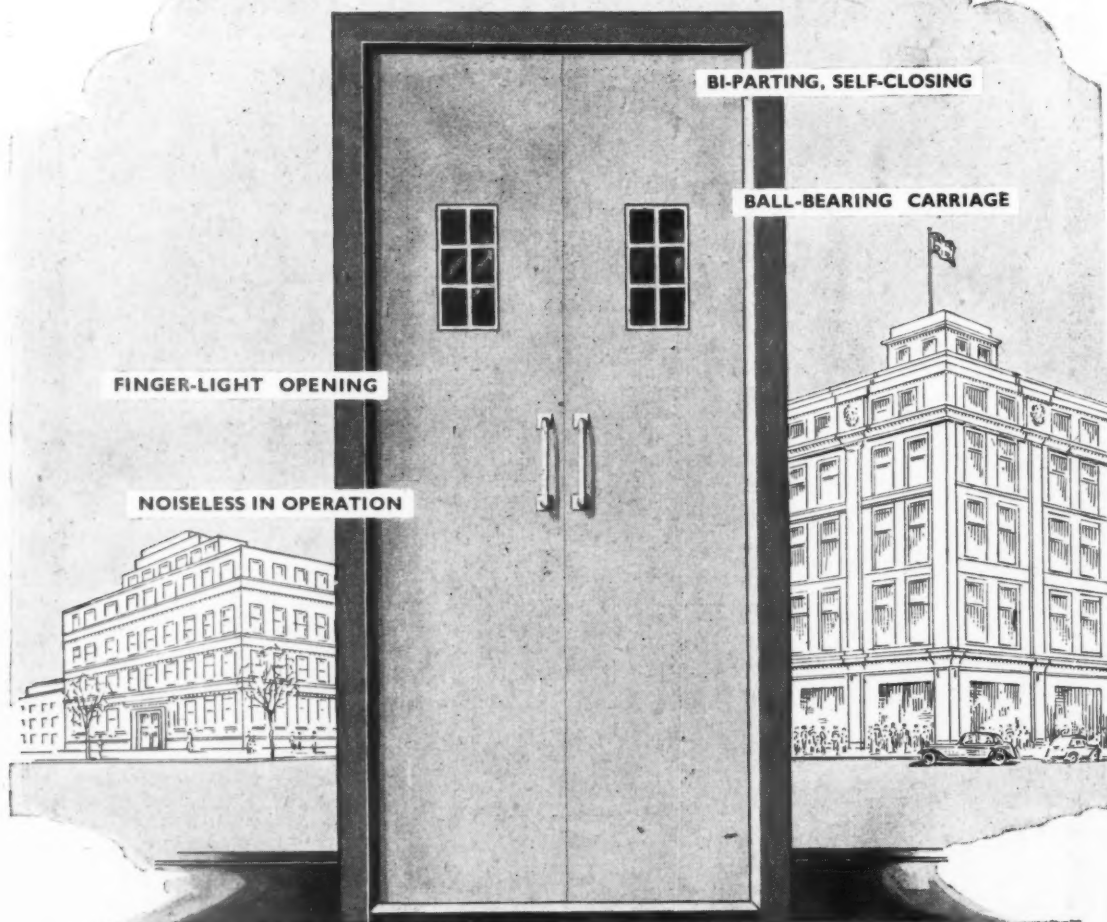 BI-PARTING, SELF-CLOSING
BALL-BEARING CARRIAGE
FINGER-LIGHT OPENING
NOISELESS IN OPERATION